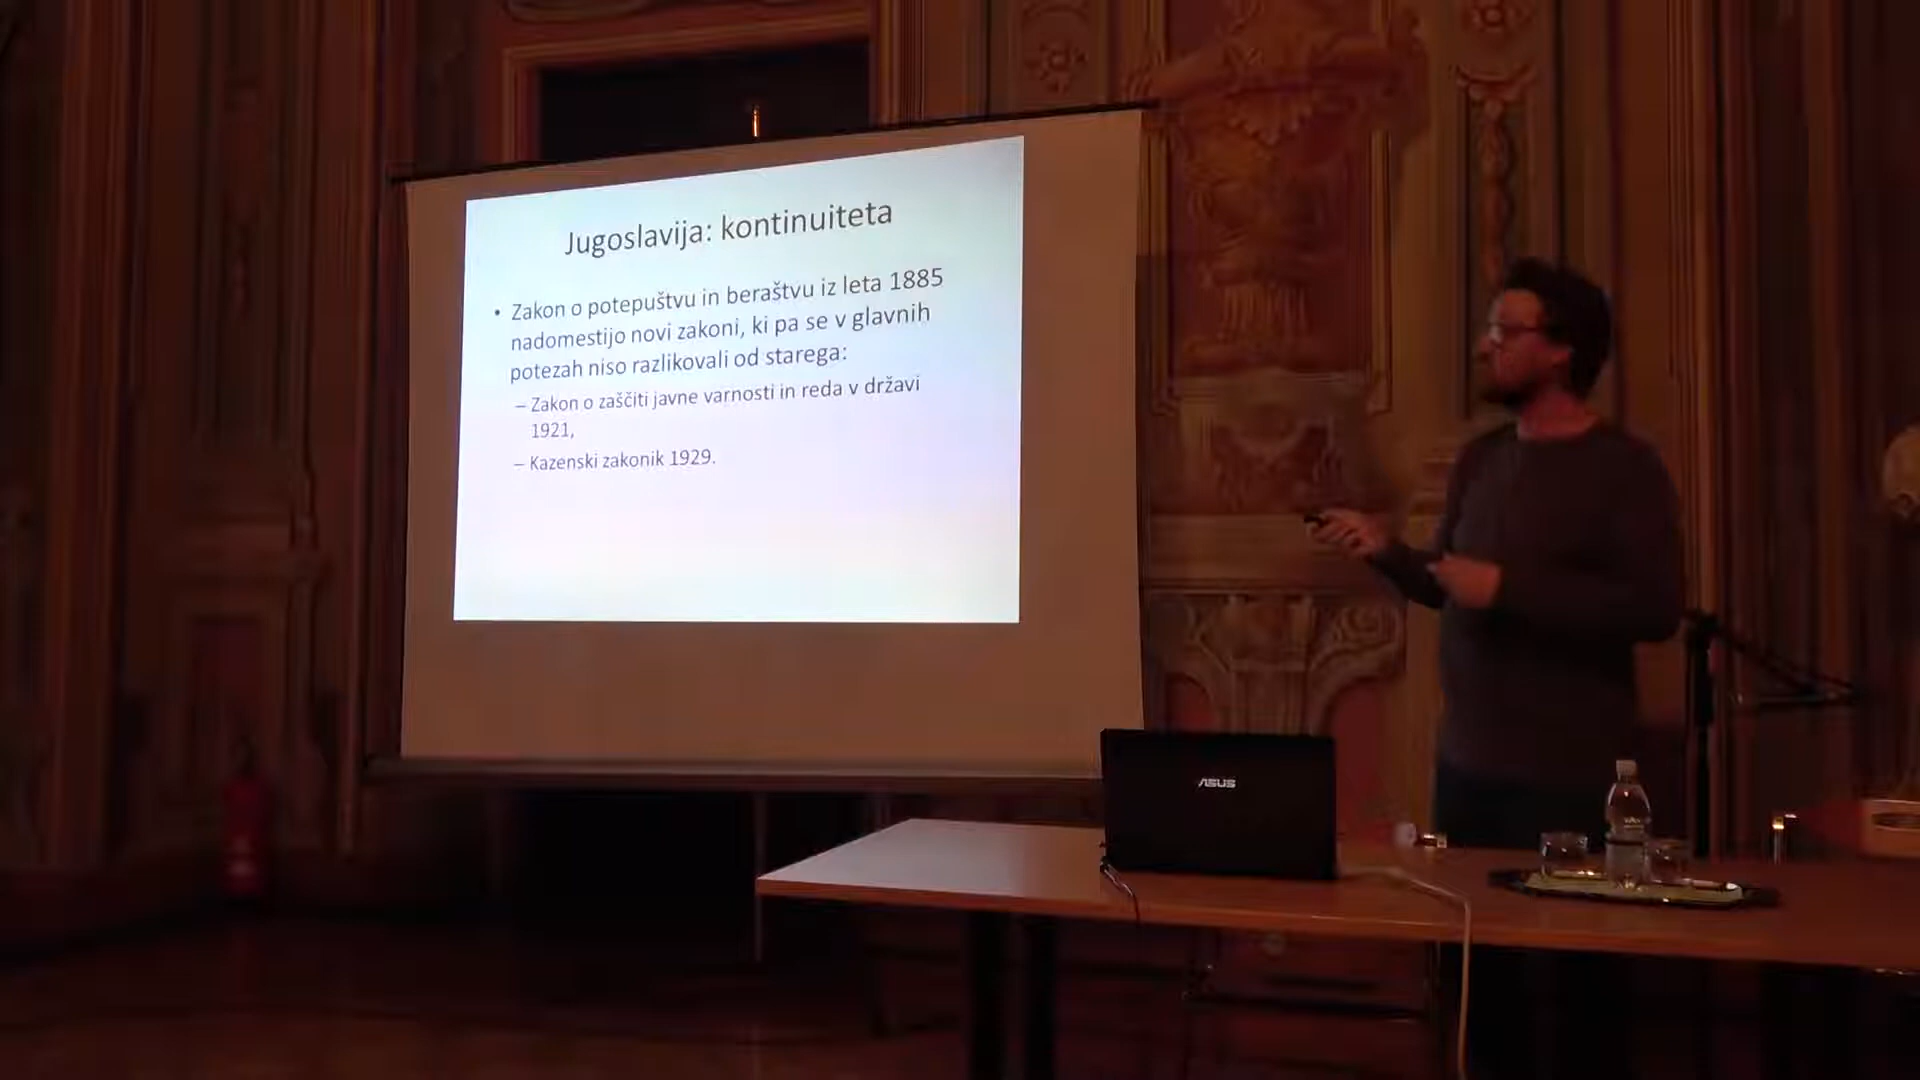 Jugoslavija: kontinuiteta
• Zakon o potepuštvu in beraštvu iz leta 1885
nadomestijo novi zakoni, ki pa se v glavnih
potezah niso razlikovali od starega:
– Zakon o zaščiti javne varnosti in reda v državi
1921,
– Kazenski zakonik 1929.
ASUS